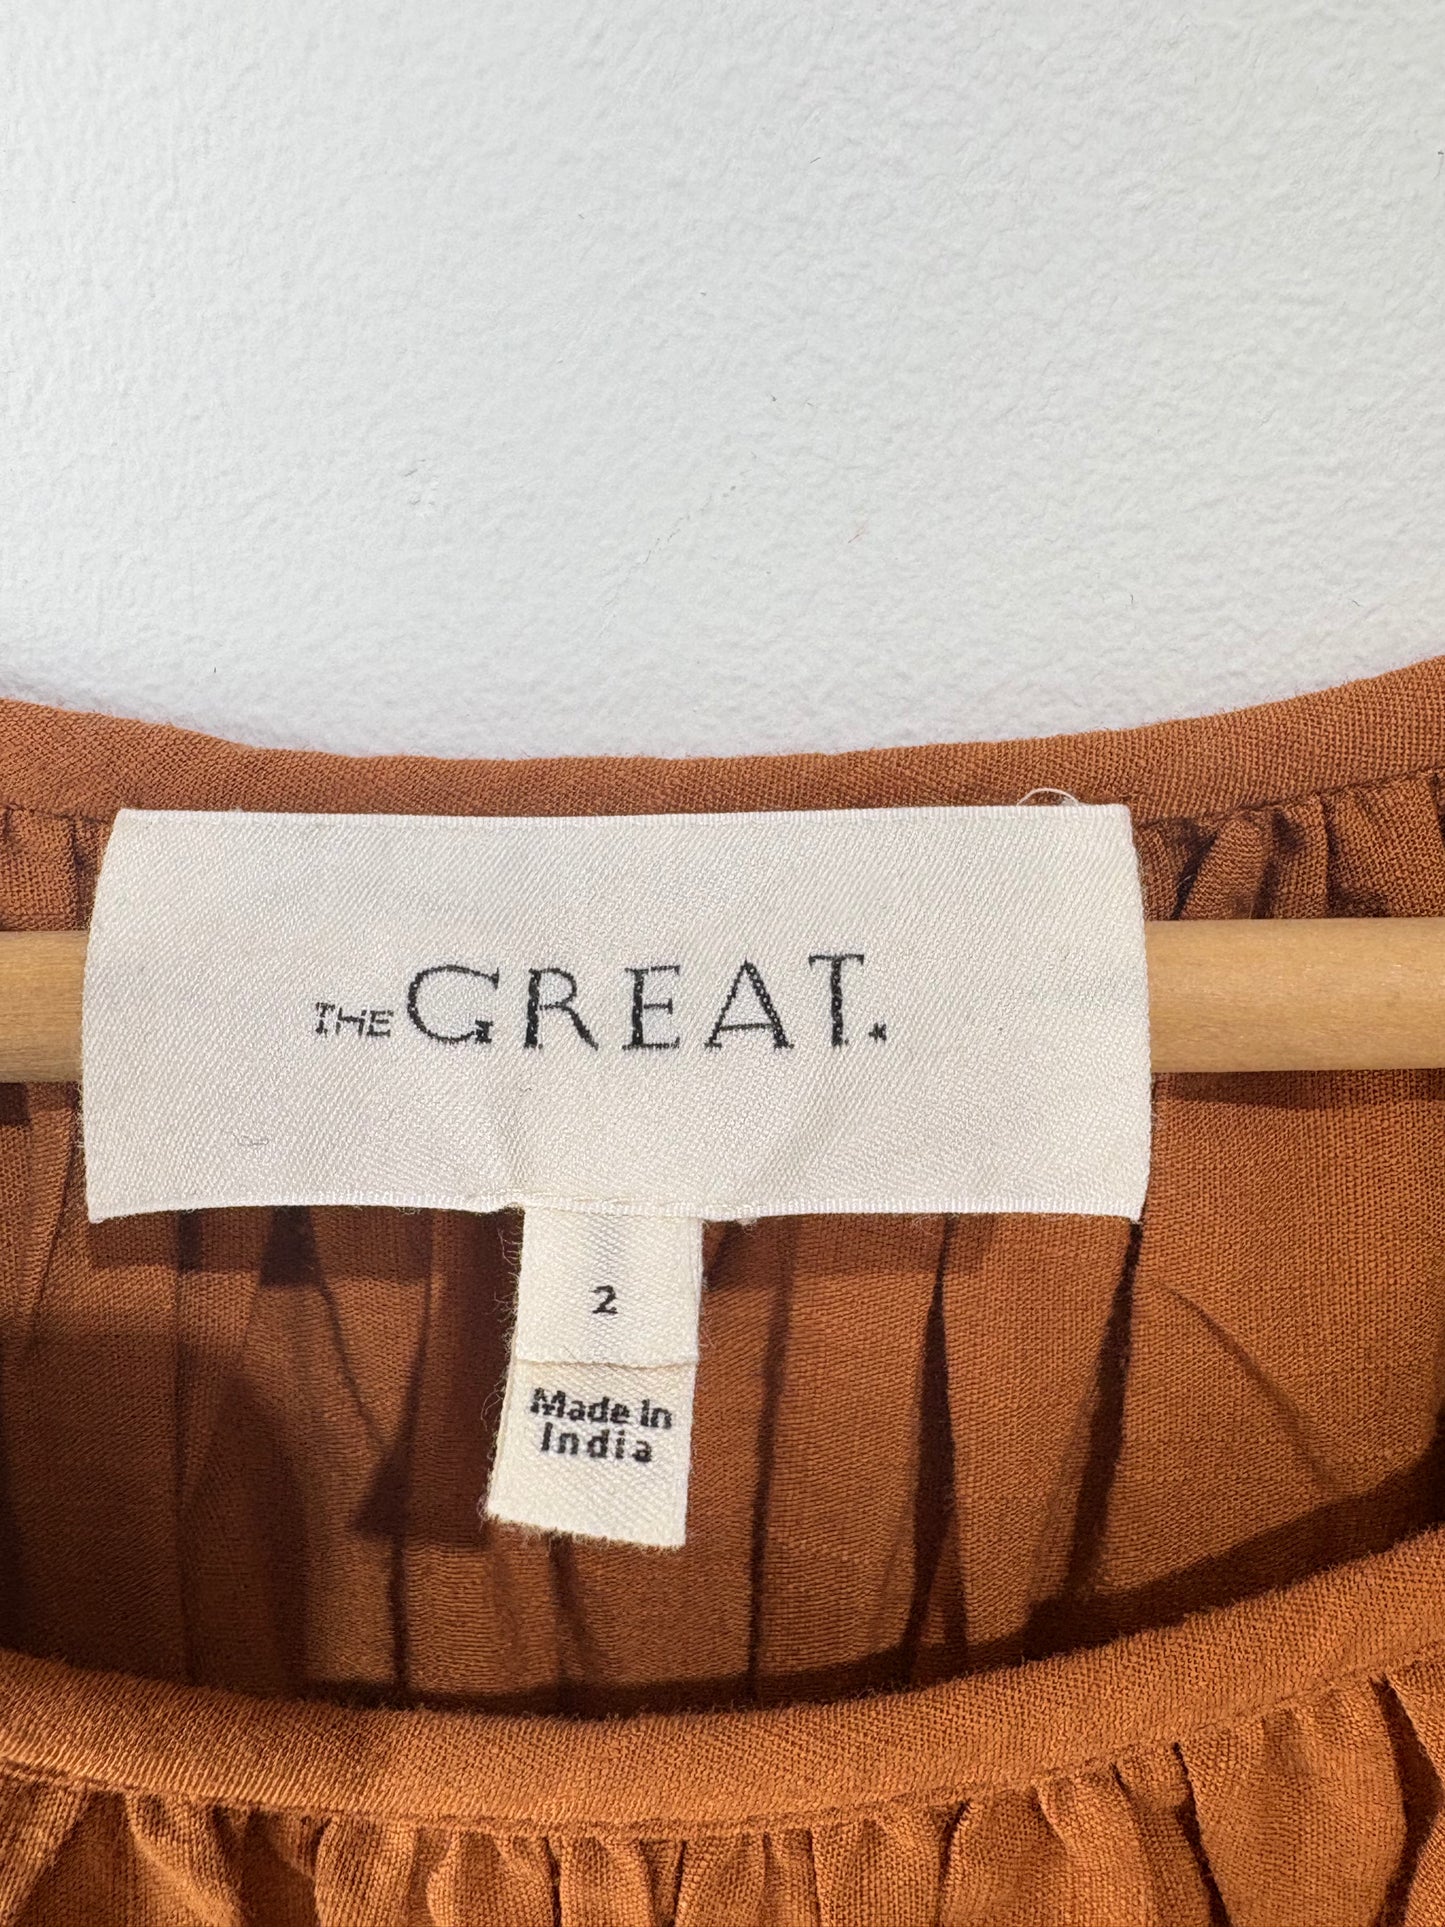 THE GREAT.
2
Made in
India